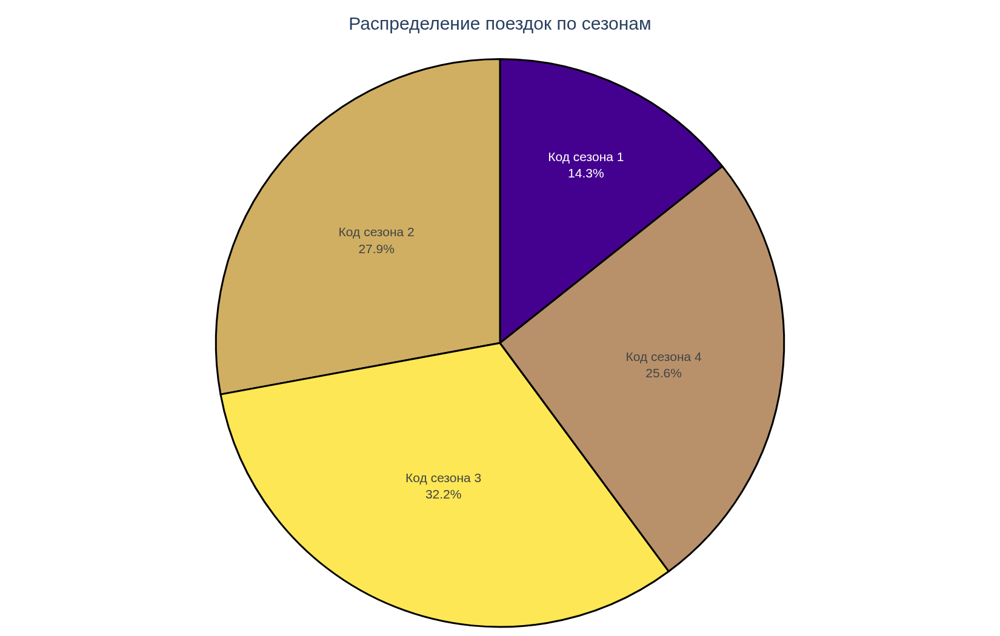 Распределение поездок по сезонам
Код сезона 1
14.3%
Код сезона 2
27.9%
Код сезона 4
25.6%
Код сезона 3
32.2%